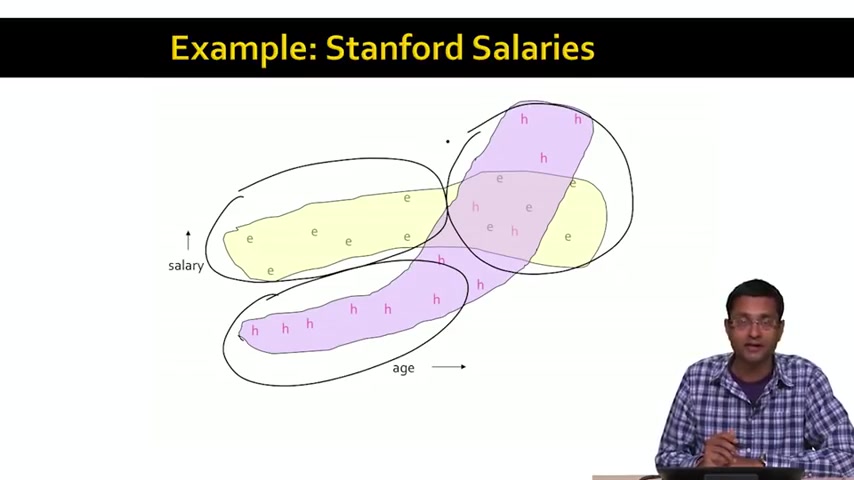 Example: Stanford Salaries
h h
h
e e
e h e
e e e h e
e e e
e
salary
h
h
h h h h h h
age